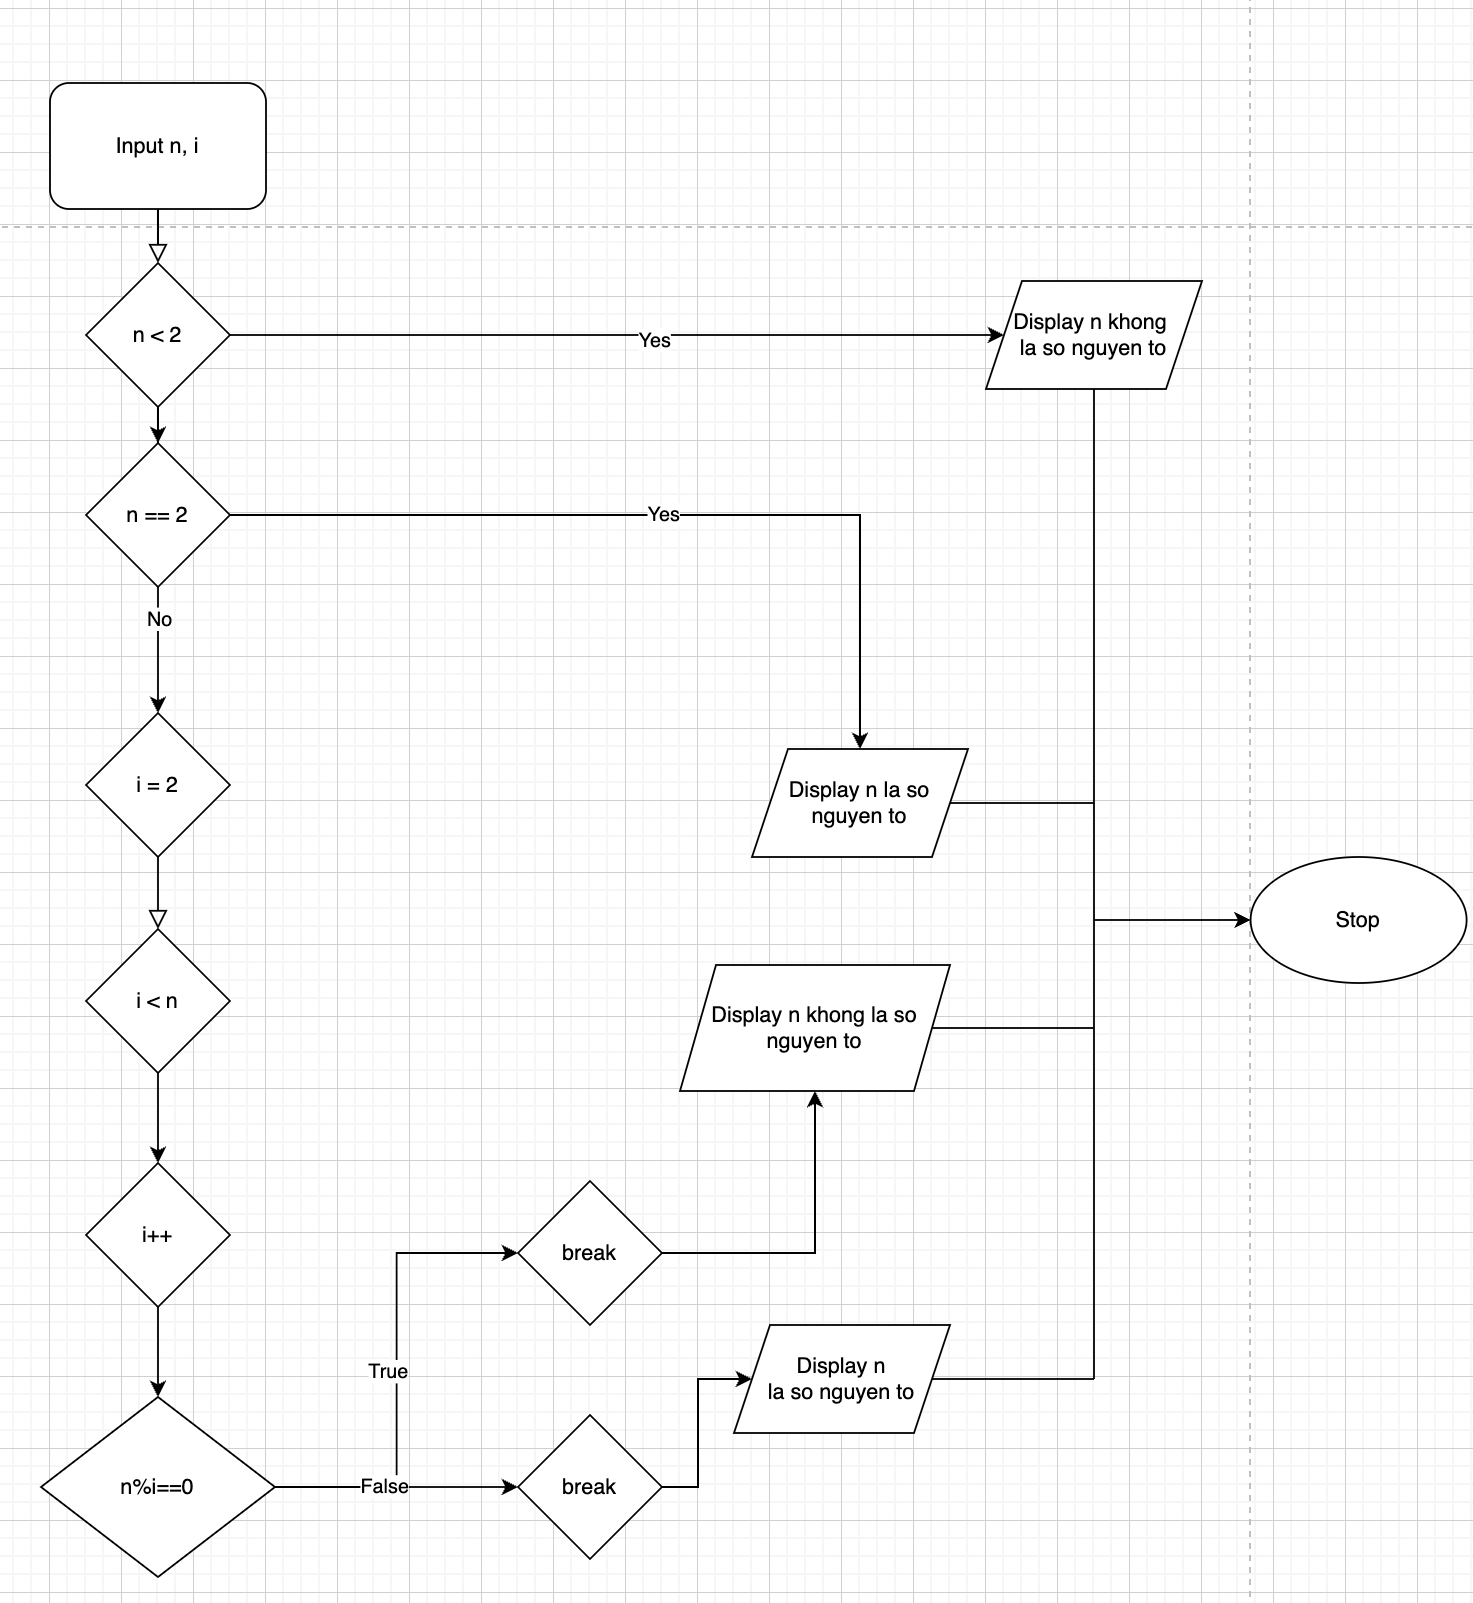 Input n, i
n < 2
Yes
Display n khong
la so nguyen to
n == 2
Yes
No
i = 2
Display n la so
nguyen to
Stop
i < n
Display n khong la so
nguyen to
i++
break
True
Display n
la so nguyen to
n%i==0
False
break